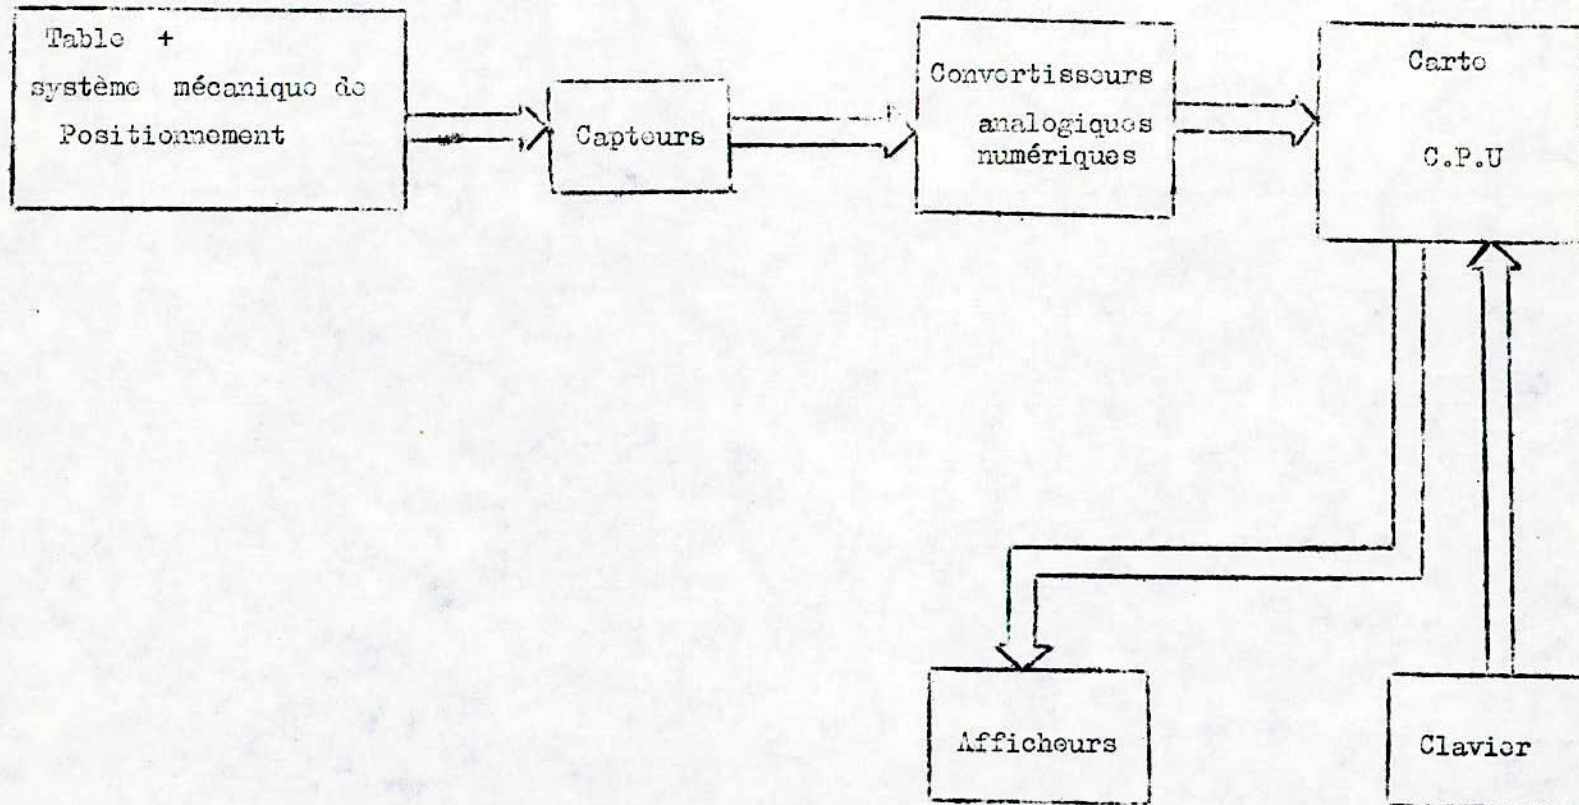 Table +
système mécanique de
Positionnement
Capteurs
Convertisseurs
analogiques
numériques
Carte
C.P.U
Afficheurs
Clavier